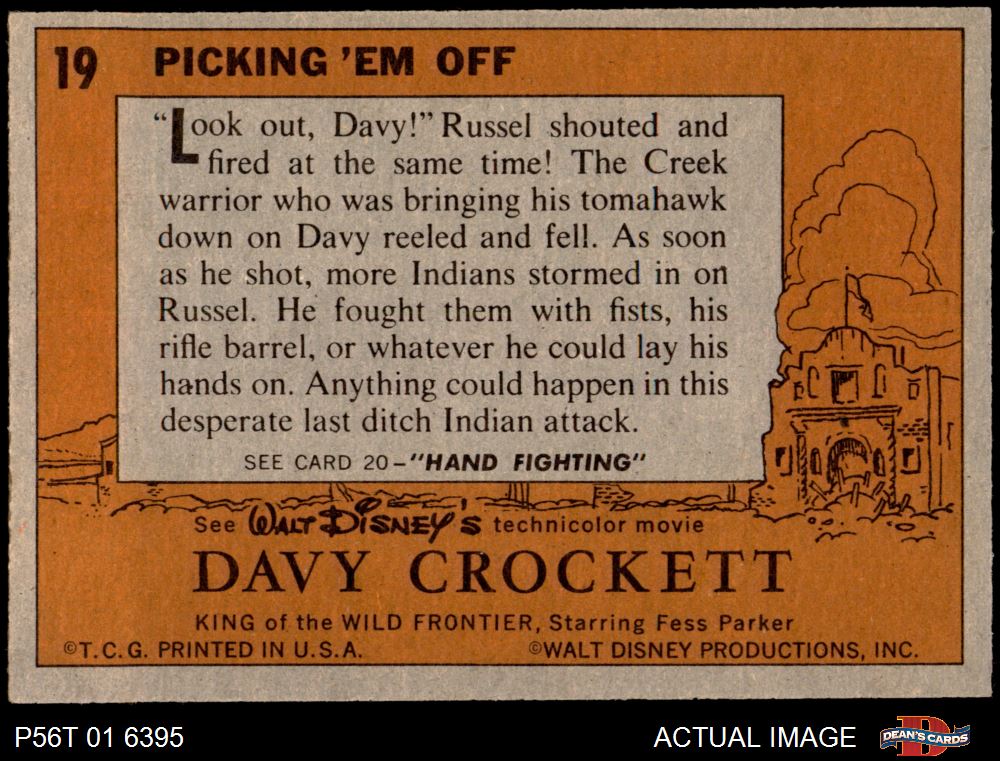 19 PICKING 'EM OFF
"Look out, Davy!" Russel shouted and
fired at the same time! The Creek
warrior who was bringing his tomahawk
down on Davy reeled and fell. As soon
as he shot, more Indians stormed in on
Russel. He fought them with fists, his
rifle barrel, or whatever he could lay his
hands on. Anything could happen in this
desperate last ditch Indian attack.
SEE CARD 20–"HAND FIGHTING"
See WALT DISNEY'S technicolor movie
DAVY CROCKETT
KING of the WILD FRONTIER, Starring Fess Parker
©T.C.G. PRINTED IN U.S.A. ©WALT DISNEY PRODUCTIONS, INC.
P56T 01 6395 ACTUAL IMAGE D DEAN'S CARDS